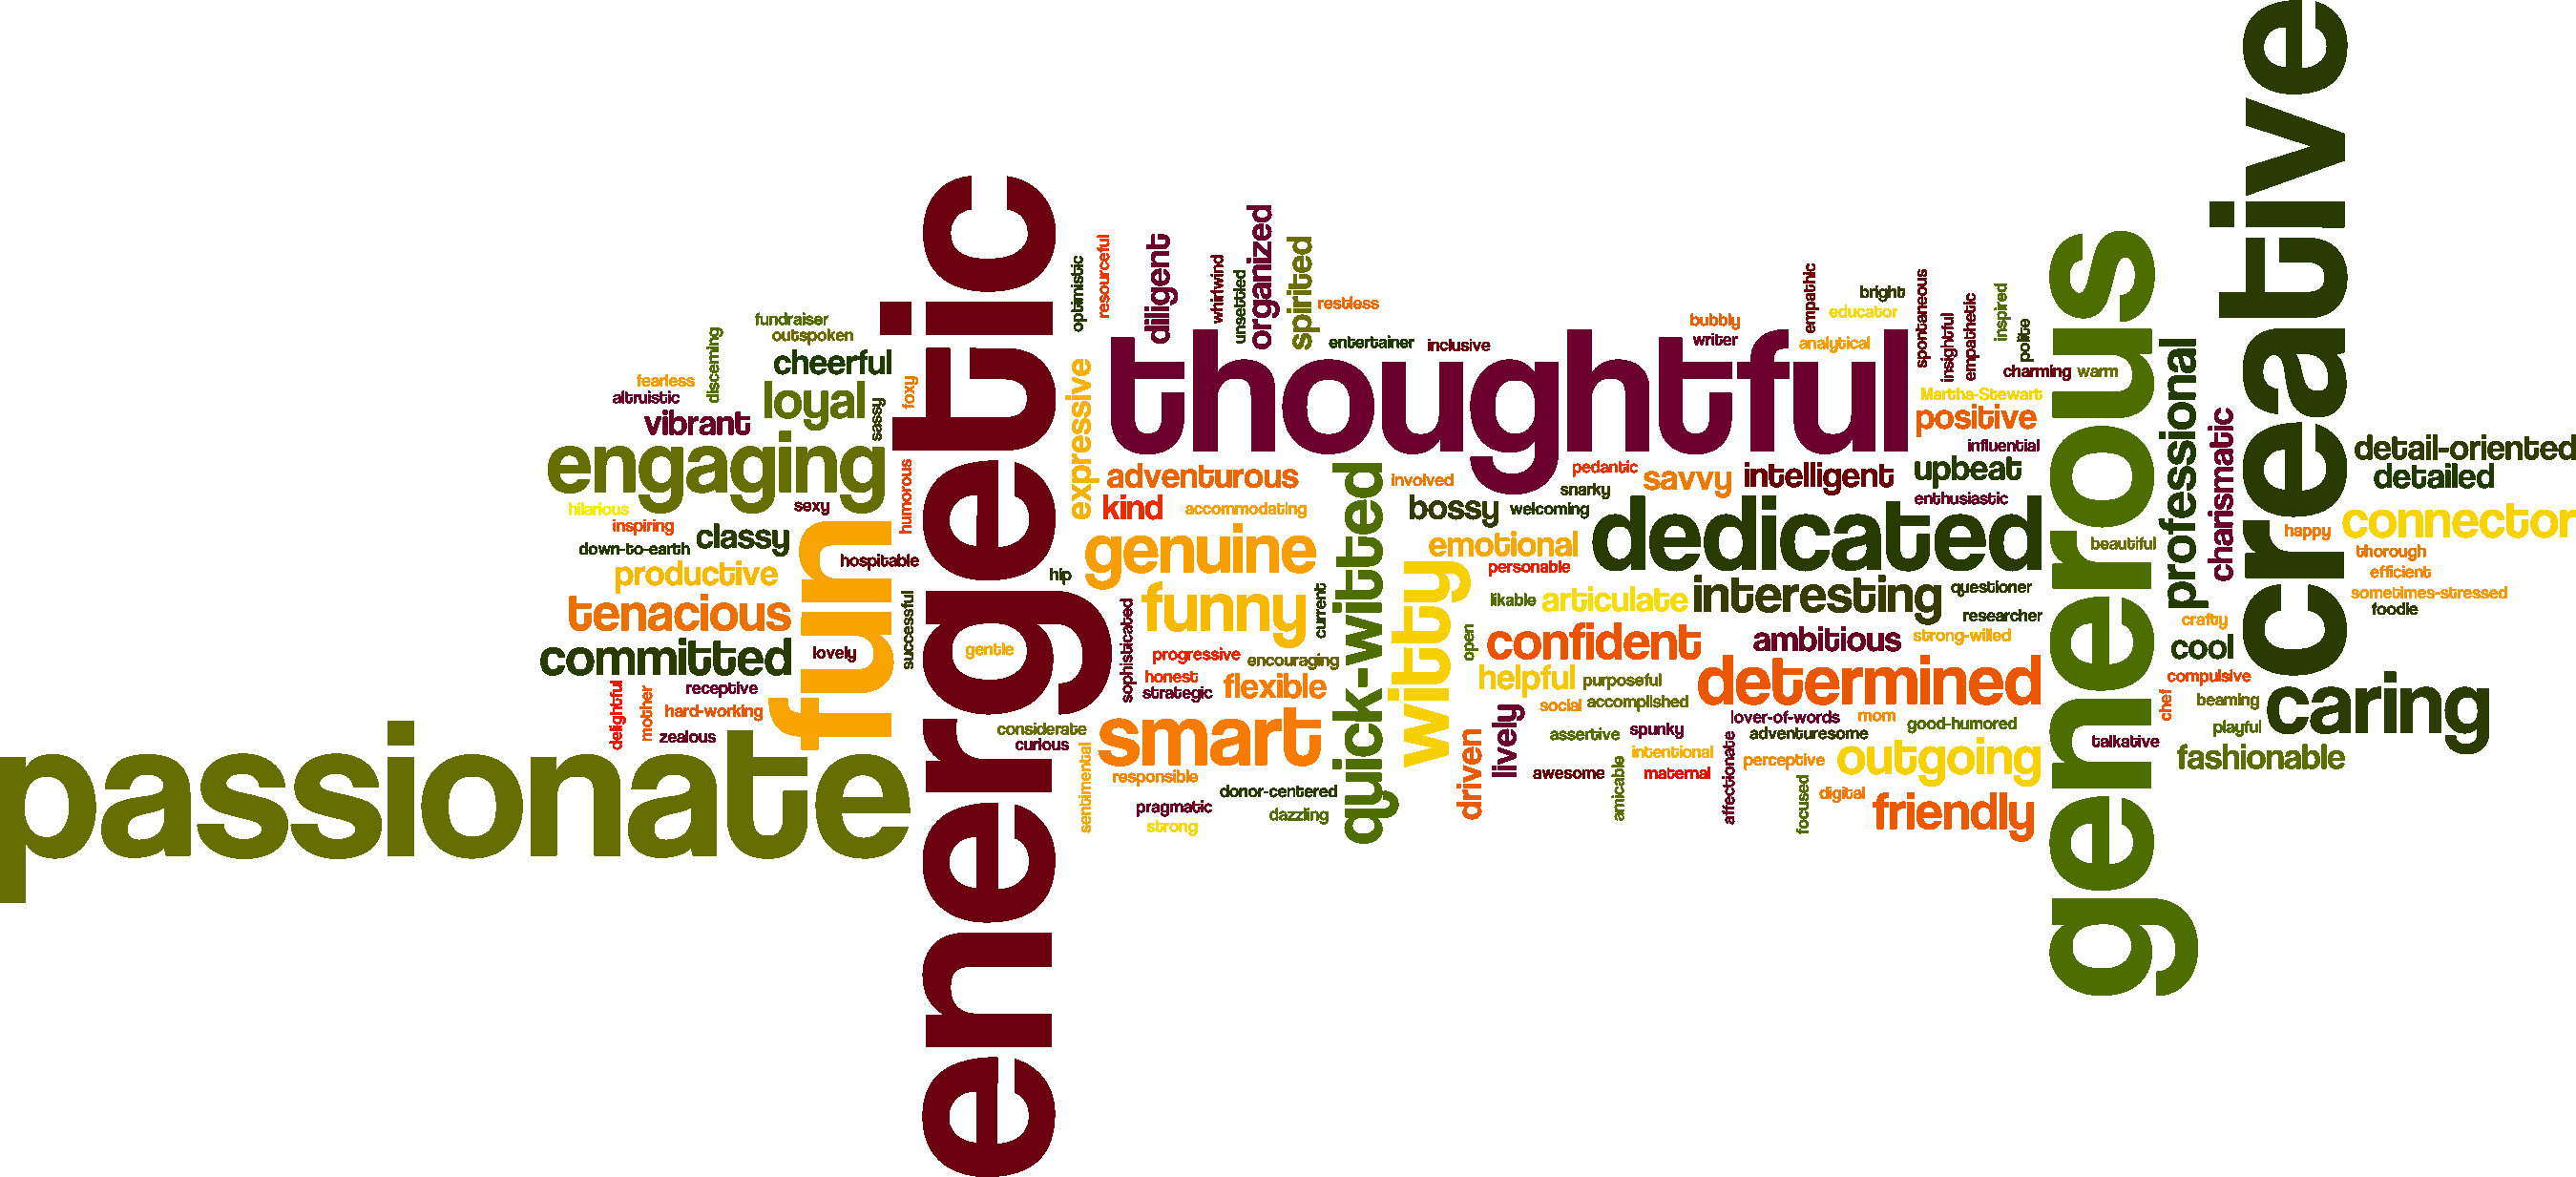 passionate
energetic
thoughtful
generous
creative
fundraiser
outspoken
cheerful
fearless
altruistic
discerning
vibrant
loyal
sassy
foxy
engaging
hilarious
inspiring
sexy
humorous
down-to-earth
classy
fun
hospitable
productive
tenacious
committed
lovely
successful
receptive
delightful
mother
hard-working
zealous
gentle
hip
considerate
curious
optimistic
resourceful
diligent
whirlwind
unsettled
organized
spirited
restless
entertainer
inclusive
expressive
adventurous
kind
accommodating
genuine
funny
current
sophisticated
progressive
encouraging
honest
strategic
flexible
smart
sentimental
responsible
pragmatic
strong
donor-centered
dazzling
quick-witted
involved
bossy
welcoming
snarky
pedantic
savvy
intelligent
emotional
personable
witty
likable
articulate
open
confident
helpful
purposeful
social
accomplished
lively
driven
assertive
awesome
spunky
intentional
maternal
amicable
affectionate
lover-of-words
adventuresome
perceptive
mom
good-humored
focused
digital
outgoing
friendly
determined
ambitious
strong-willed
researcher
questioner
interesting
dedicated
enthusiastic
upbeat
influential
positive
Martha-Stewart
bubbly
writer
empathic
educator
analytical
bright
spontaneous
insightful
empathetic
inspired
polite
charming
warm
beautiful
talkative
professional
charismatic
happy
crafty
cool
compulsive
chef
beaming
playful
fashionable
caring
detail-oriented
detailed
connector
thorough
efficient
sometimes-stressed
foodie